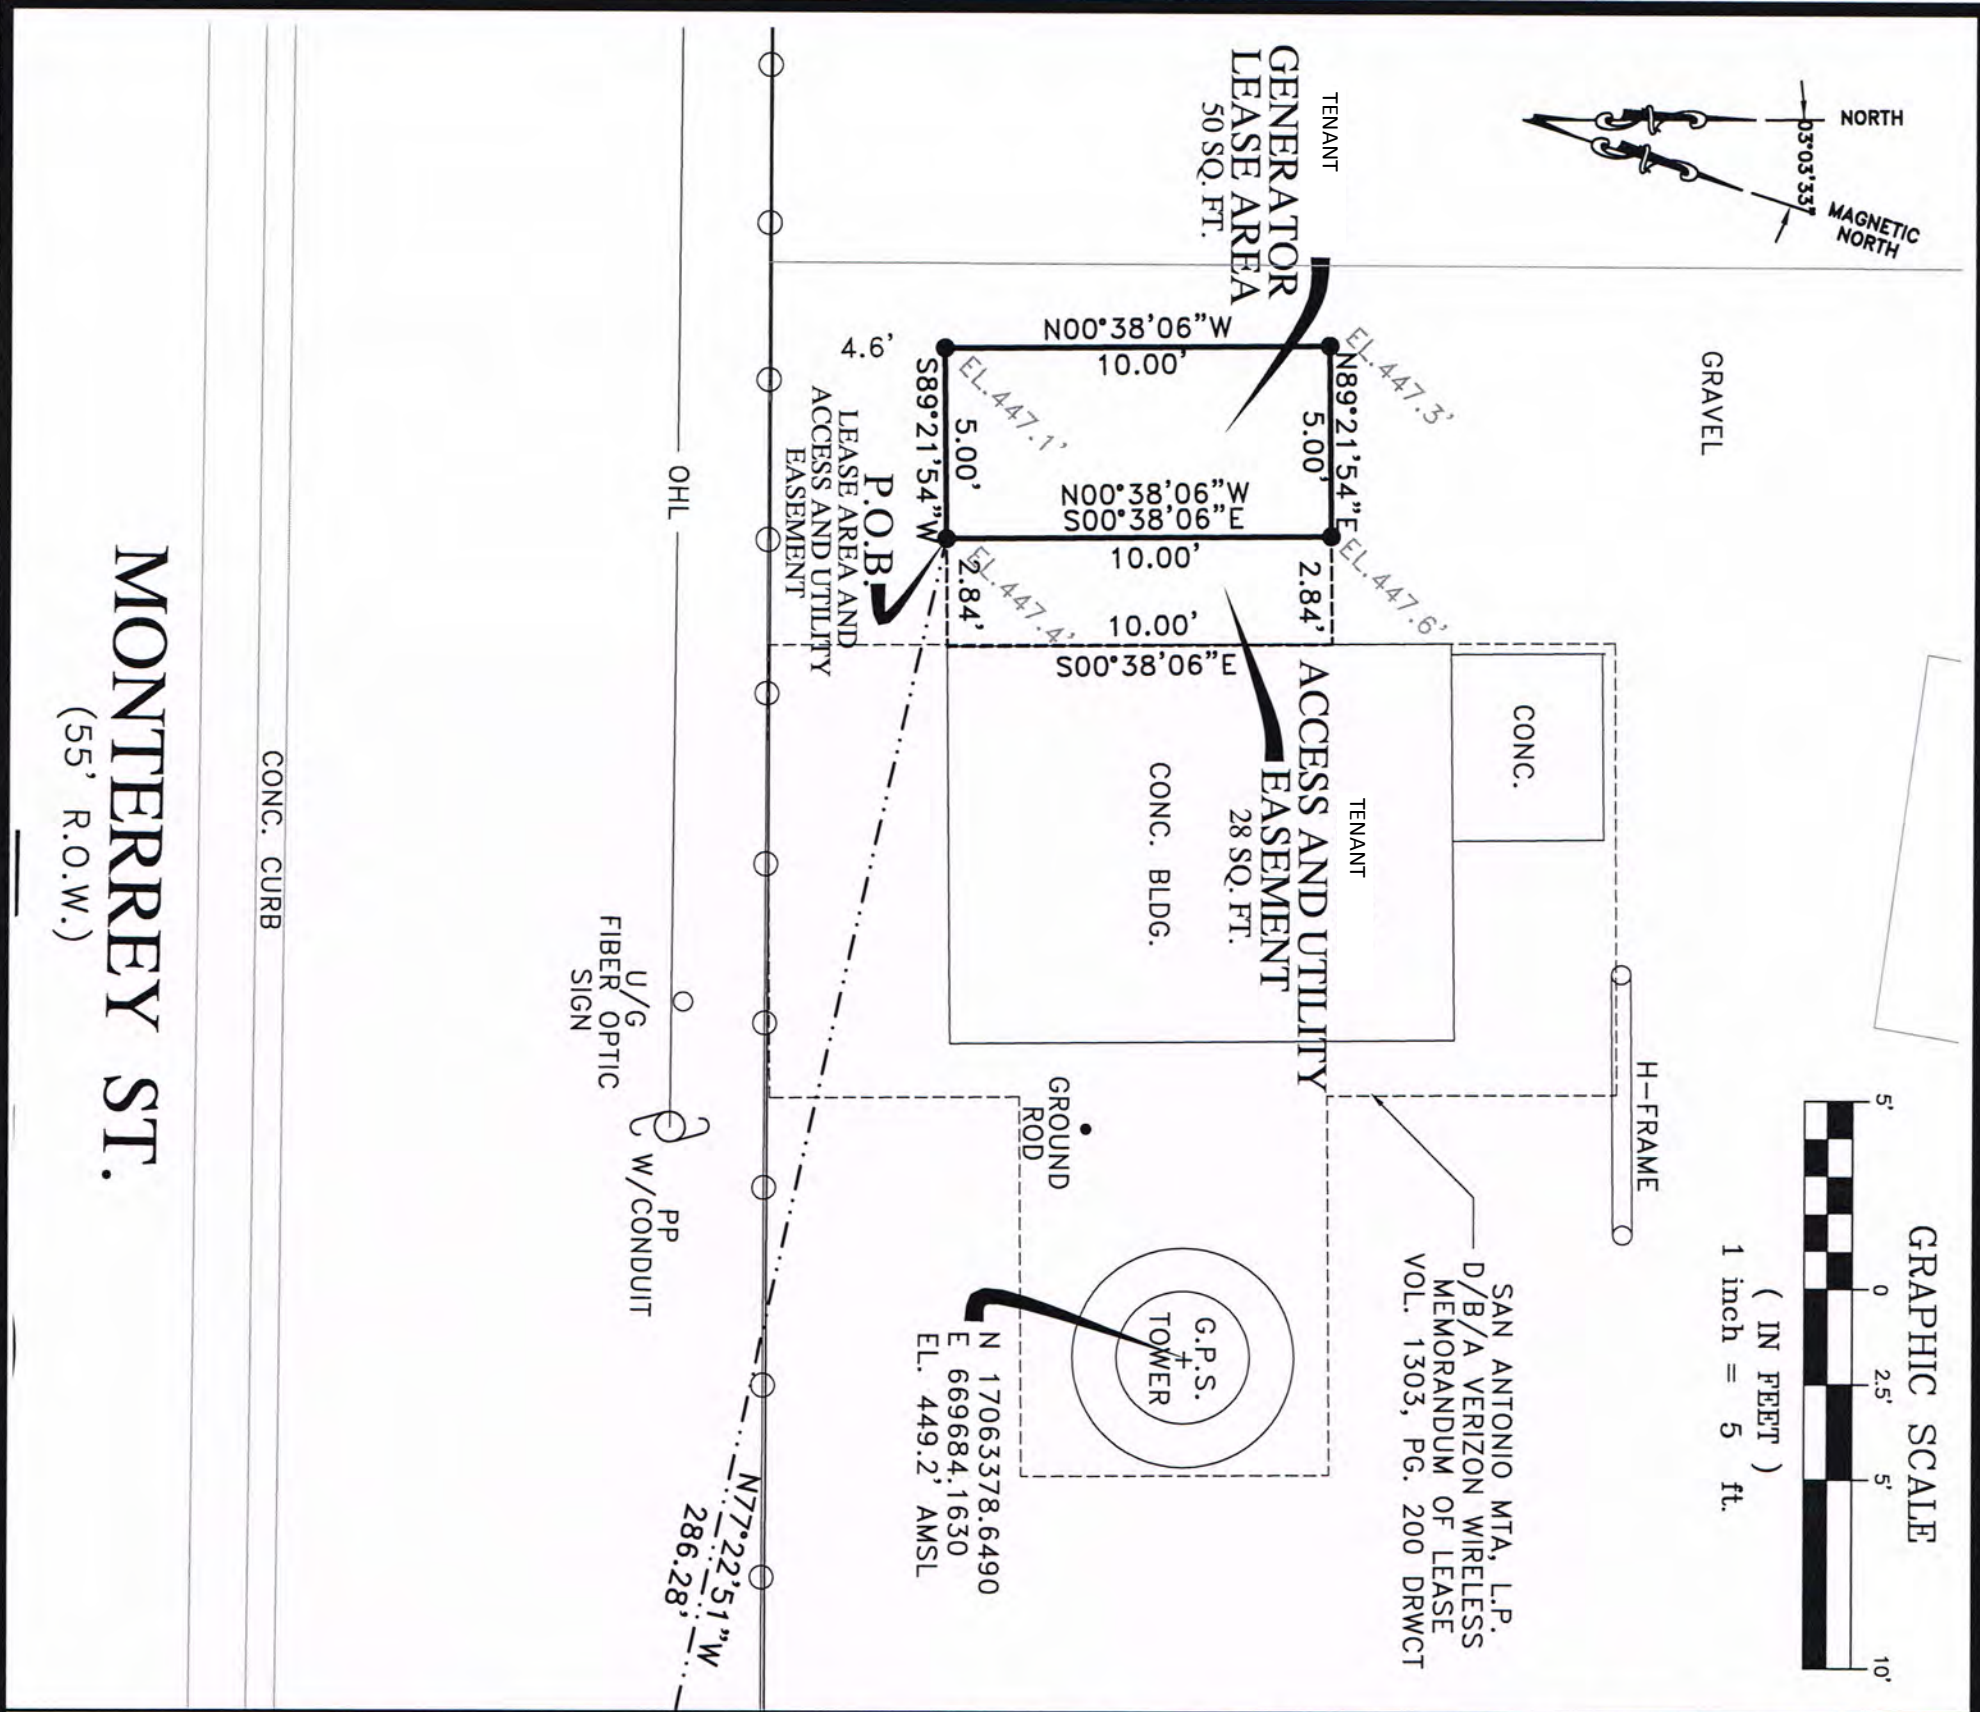 NORTH
03°03'33"
MAGNETIC
NORTH
GRAPHIC SCALE
5'
0
2.5'
5'
10'
( IN FEET )
1 inch = 5 ft.
GRAVEL
H-FRAME
CONC.
TENANT
GENERATOR
LEASE AREA
50 SQ. FT.
EL.447.3'
N89°21'54"E
5.00'
EL.447.6'
2.84'
N00°38'06"W
10.00'
N00°38'06"W
S00°38'06"E
10.00'
10.00'
S00°38'06"E
EL.447.1'
5.00'
S89°21'54"W
EL.447.4'
2.84'
4.6'
TENANT
ACCESS AND UTILITY
EASEMENT
28 SQ. FT.
CONC. BLDG.
P.O.B.
LEASE AREA AND
ACCESS AND UTILITY
EASEMENT
SAN ANTONIO MTA, L.P.
D/B/A VERIZON WIRELESS
MEMORANDUM OF LEASE
VOL. 1303, PG. 200 DRWCT
GROUND
ROD
G.P.S.
TOWER
N 17063378.6490
E 669684.1630
EL. 449.2' AMSL
N77°22'51"W
286.28'
OHL
U/G
FIBER OPTIC
SIGN
PP
W/CONDUIT
CONC. CURB
MONTERREY ST.
(55' R.O.W.)